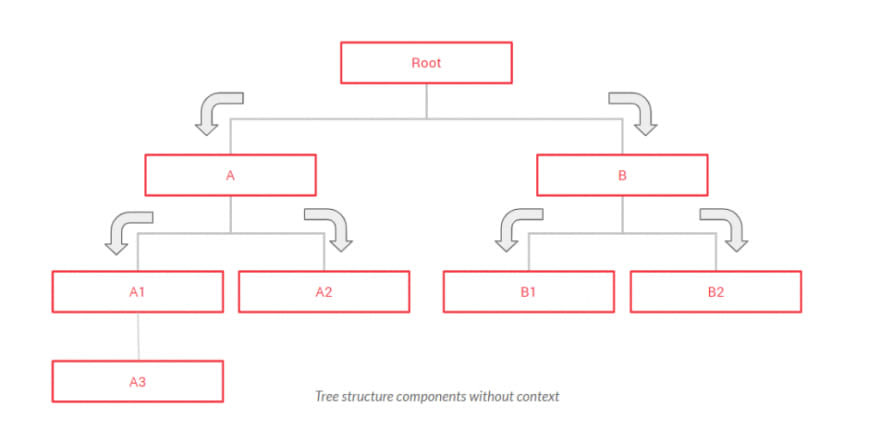 Root
A
B
A1
A2
B1
B2
A3
Tree structure components without context